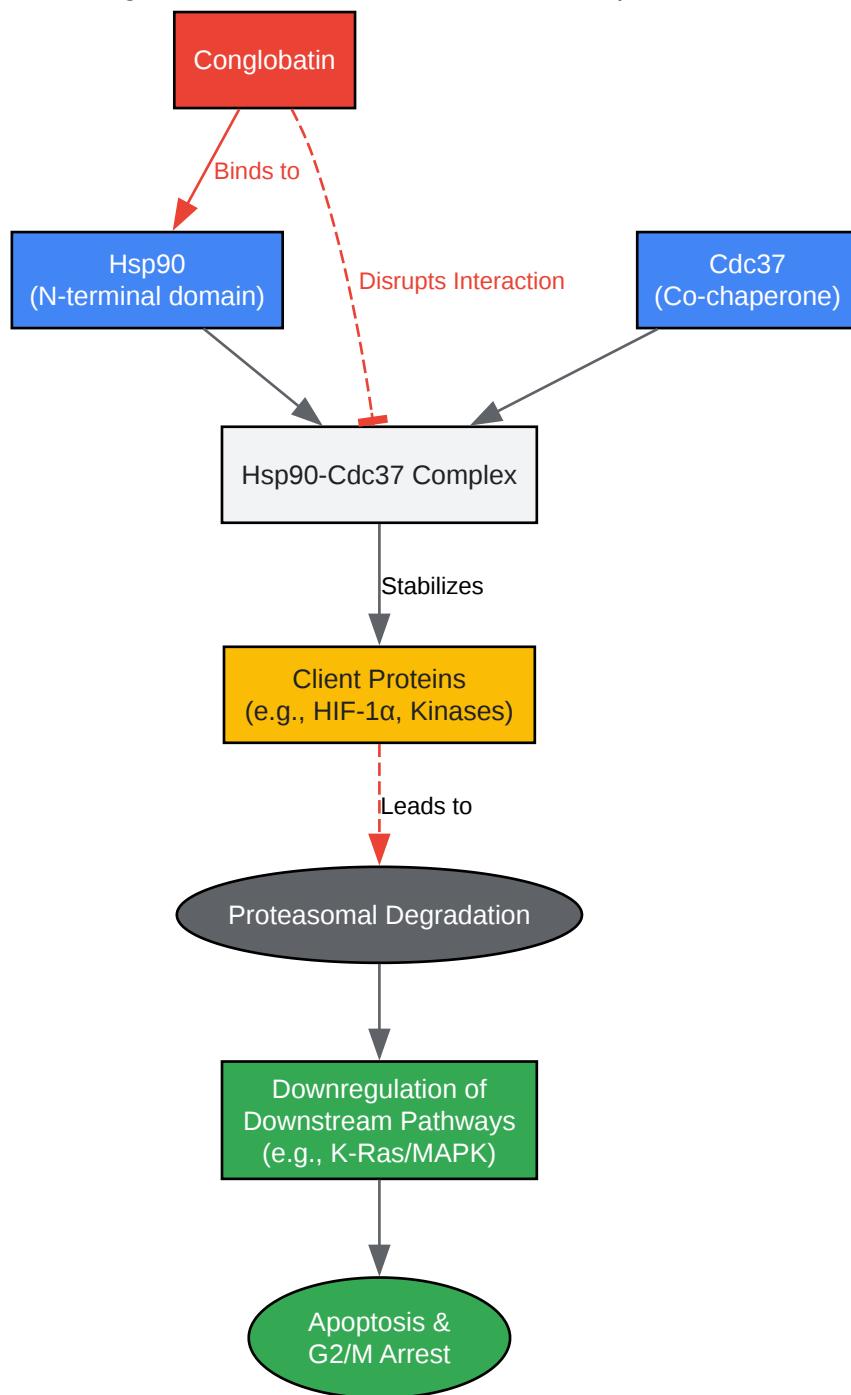 Conglobatin
Binds to
Hsp90
(N-terminal domain)
Disrupts Interaction
Cdc37
(Co-chaperone)
Hsp90-Cdc37 Complex
Stabilizes
Client Proteins
(e.g., HIF-1α, Kinases)
Leads to
Proteasomal Degradation
Downregulation of
Downstream Pathways
(e.g., K-Ras/MAPK)
Apoptosis &
G2/M Arrest